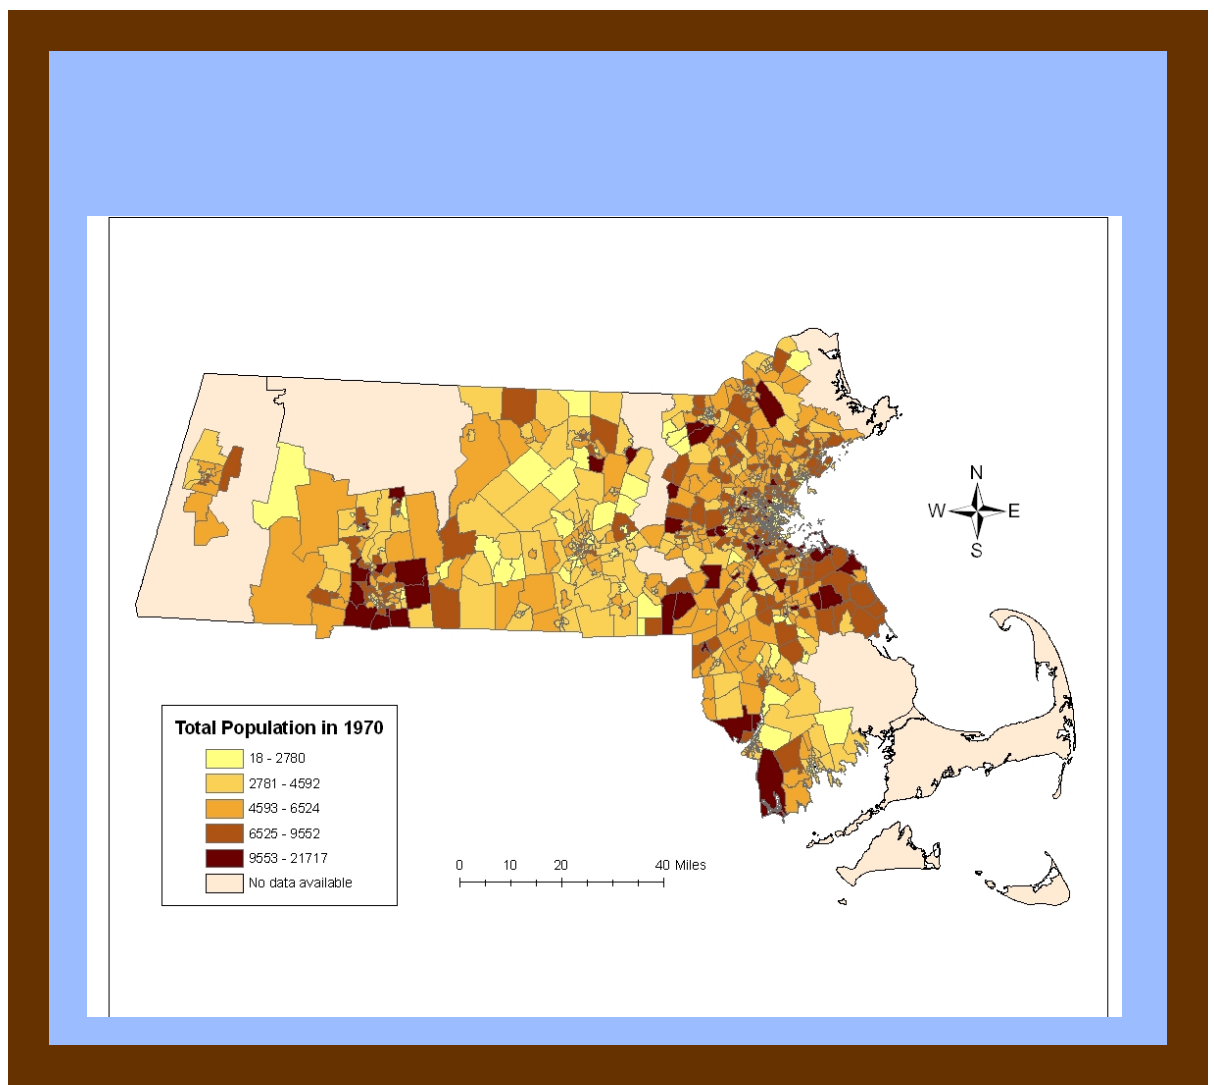 N
W E
S
Total Population in 1970
18 - 2780
2781 - 4592
4593 - 6524
6525 - 9552
9553 - 21717
No data available
0 10 20 40 Miles